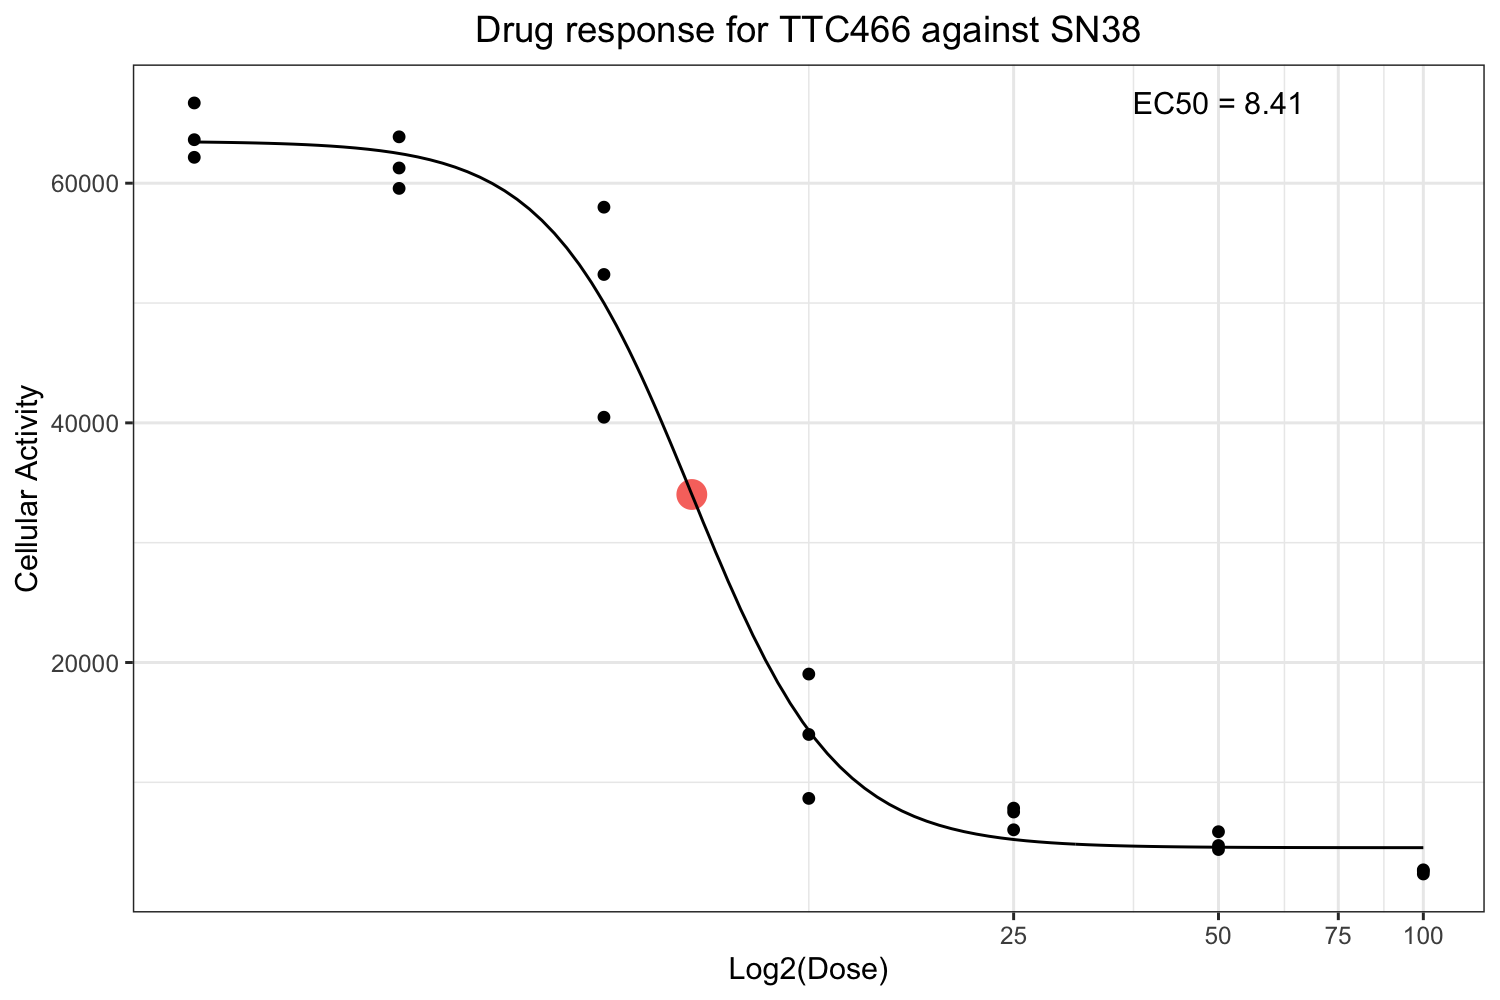 Drug response for TTC466 against SN38
EC50 = 8.41
Cellular Activity
60000
40000
20000
25 50 75 100
Log2(Dose)